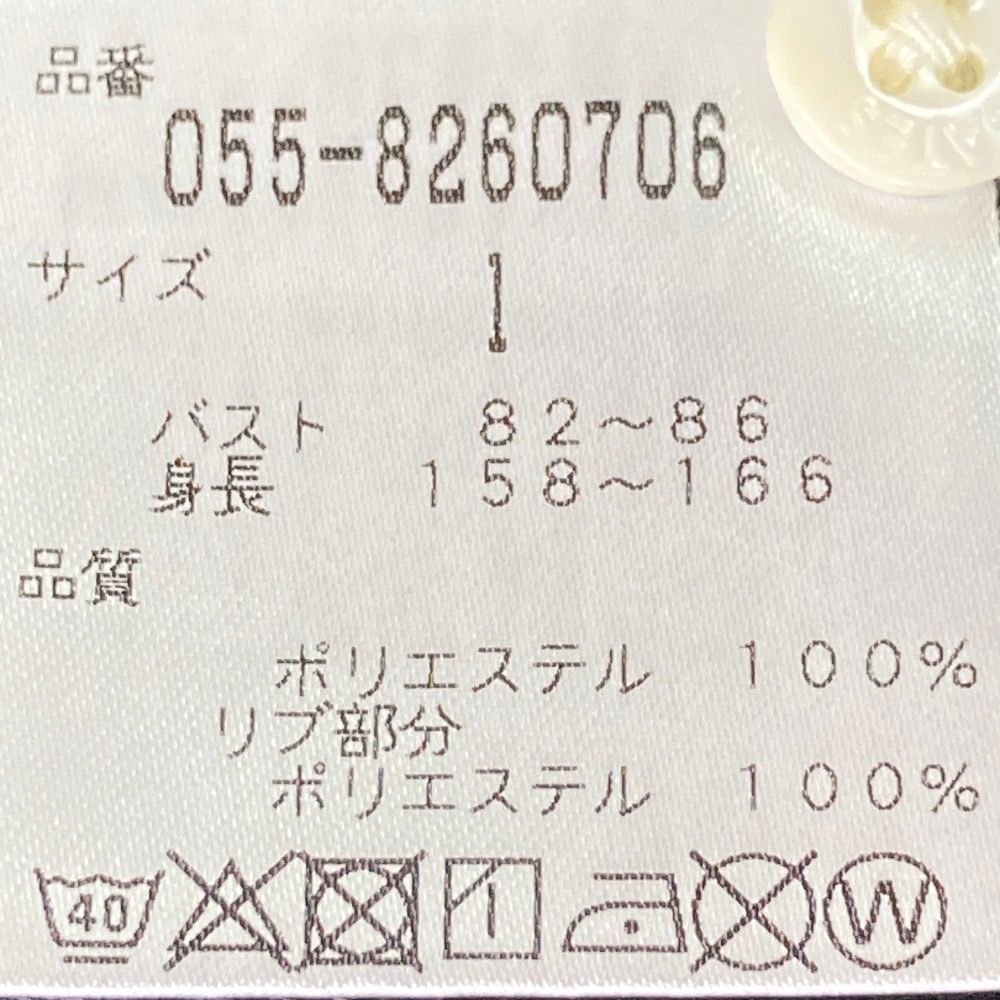 品番
055-8260706
サイズ 1
バスト 82～86
身長 158～166
品質
ポリエステル 100%
リブ部分
ポリエステル 100%
40 W